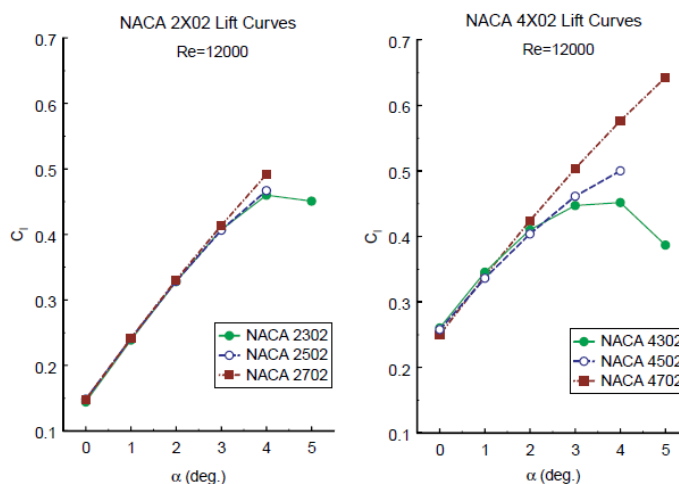 NACA 2X02 Lift Curves
Re=12000
0.7
0.6
0.5
0.4
0.3
0.2
0.1
Cl
0 1 2 3 4 5
α (deg.)
NACA 2302
NACA 2502
NACA 2702
NACA 4X02 Lift Curves
Re=12000
0.7
0.6
0.5
0.4
0.3
0.2
0.1
Cl
0 1 2 3 4 5
α (deg.)
NACA 4302
NACA 4502
NACA 4702